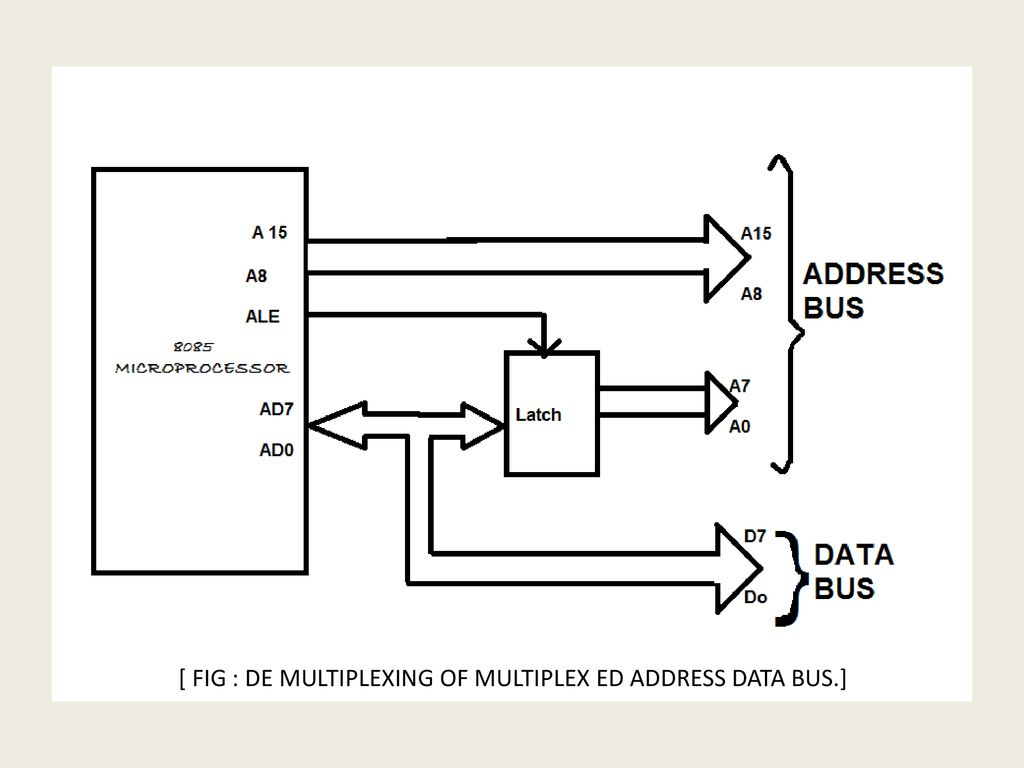 A 15
A8
ALE
8085
MICROPROCESSOR
AD7
AD0
Latch
A15
A8
A7
A0
ADDRESS
BUS
D7
Do
DATA
BUS
[ FIG : DE MULTIPLEXING OF MULTIPLEX ED ADDRESS DATA BUS.]